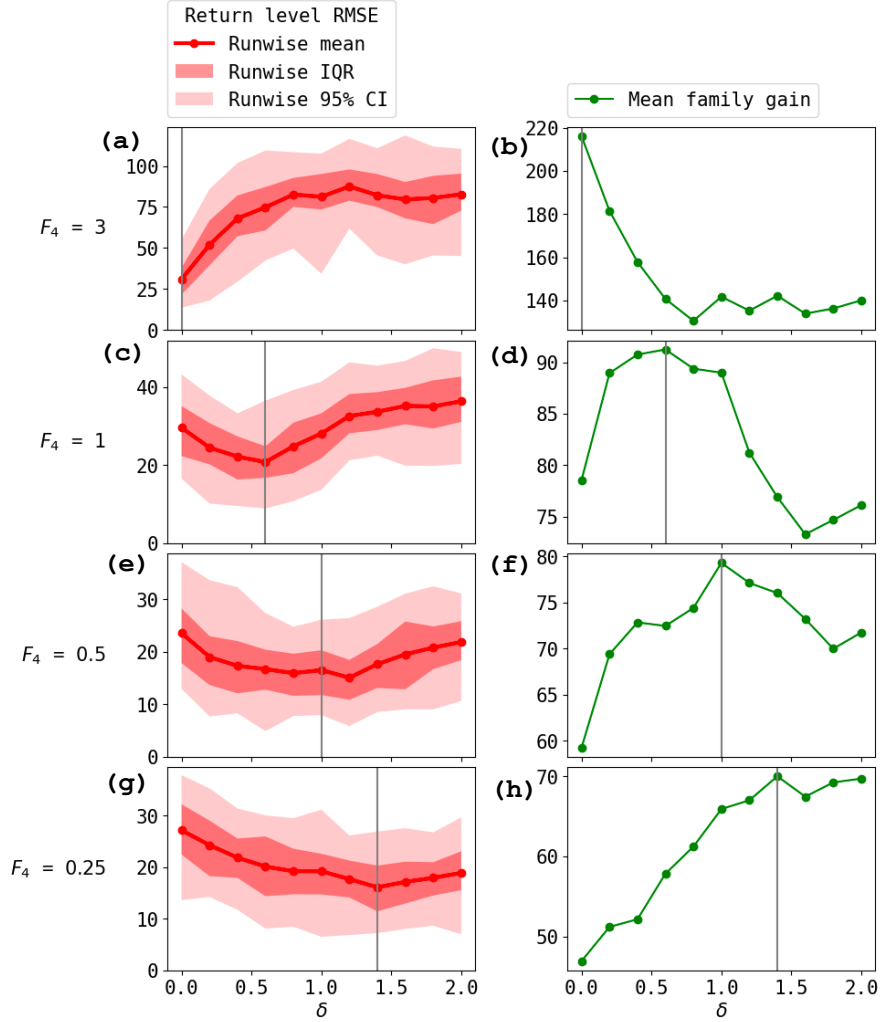 Return level RMSE
Runwise mean
Runwise IQR
Runwise 95% CI
Mean family gain
(a)
100
75
50
25
0
F4 = 3
(b)
220
200
180
160
140
(c)
40
20
0
F4 = 1
(d)
90
85
80
75
(e)
30
20
10
0
F4 = 0.5
(f)
80
75
70
65
60
(g)
30
20
10
0
F4 = 0.25
(h)
70
60
50
0.0 0.5 1.0 1.5 2.0
δ
0.0 0.5 1.0 1.5 2.0
δ